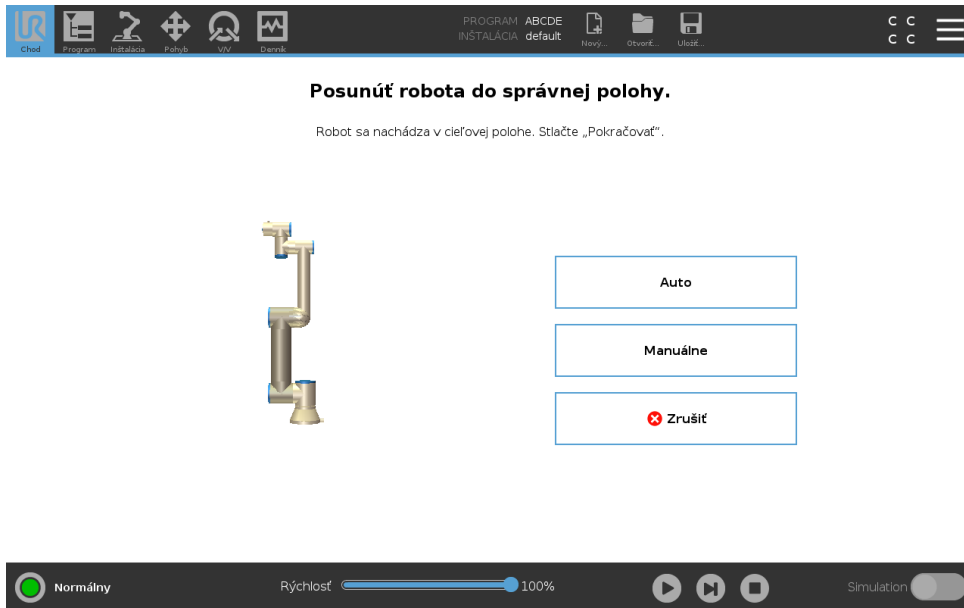 Chod
Program
Inštalácia
Pohyb
V/V
Denník
PROGRAM ABCDE
INŠTALÁCIA default
Nový...
Otvoriť...
Uložiť...
C C
C C
Posunúť robota do správnej polohy.
Robot sa nachádza v cieľovej polohe. Stlačte „Pokračovať".
Auto
Manuálne
Zrušiť
Normálny
Rýchlosť
100%
Simulation